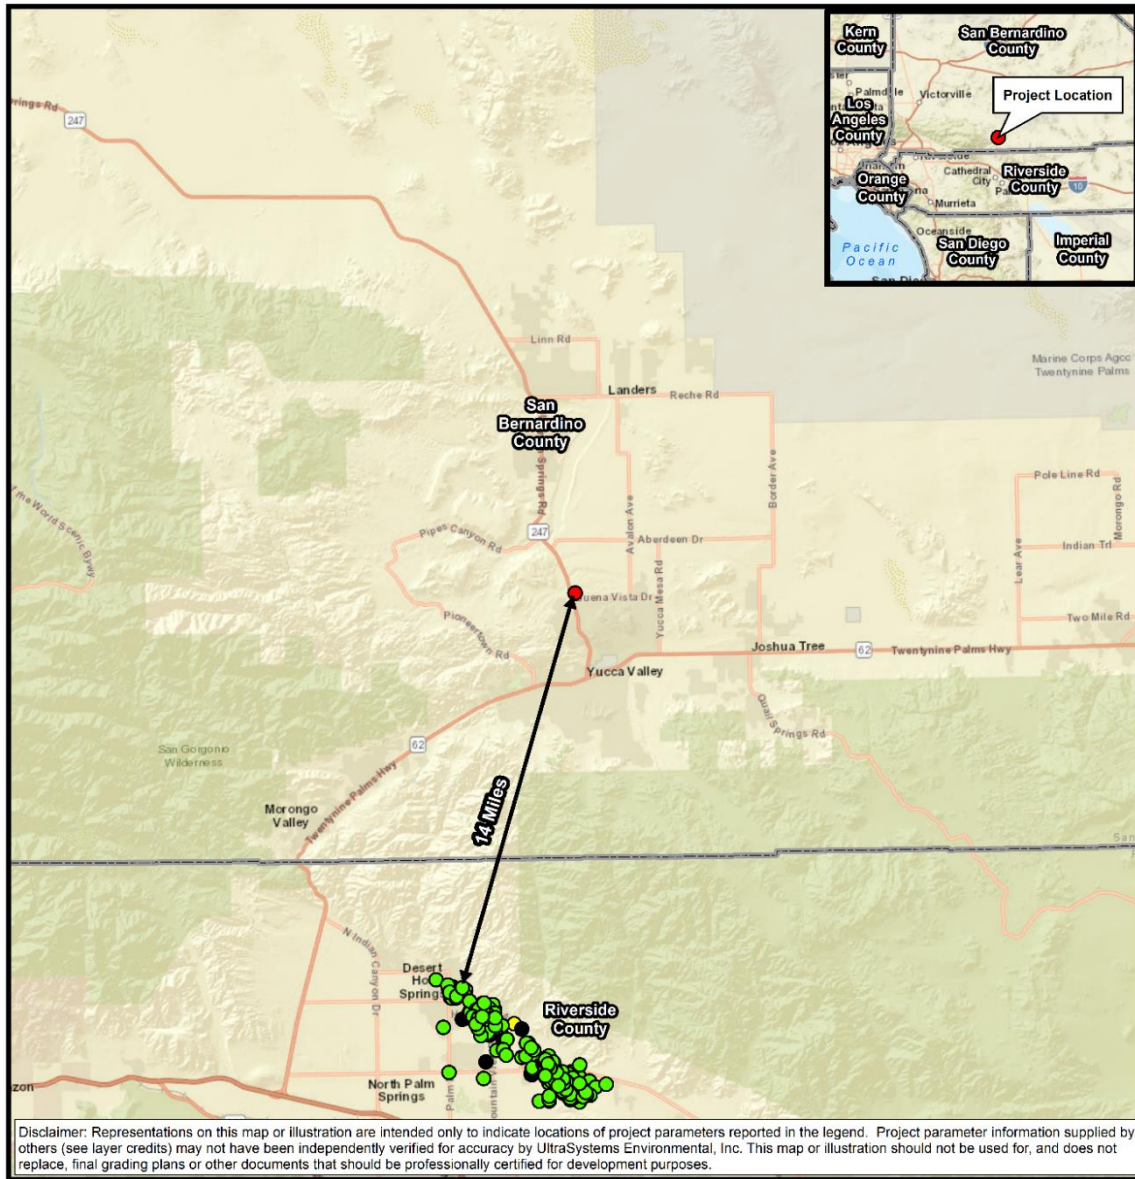 Kern
County
San Bernardino
County
Palmdale
Victorville
Project Location
Los
Angeles
County
Riverside
County
Cathedral
City
10
Orange
County
Murrieta
Oceanside
San Diego
County
Imperial
County
Pacific
Ocean
247
Linn Rd
Marine Corps Agcc
Twentynine Palms
Landers
Reche Rd
San
Bernardino
County
Springs Rd
Border Ave
Pole Line Rd
Morongo Rd
247
Avalon Ave
Pipes Canyon Rd
Aberdeen Dr
Lear Ave
Indian Trl
Yucca Mesa Rd
uena Vista Dr
Pioneertown Rd
Two Mile Rd
Joshua Tree
62
Twentynine Palms Hwy
Yucca Valley
Quail Springs Rd
San Gorgonio
Wilderness
62
Twentynine Palms Hwy
14 Miles
Morongo
Valley
N Indian Canyon Dr
Desert
Springs
Riverside
County
North Palm
Springs
Palm
Disclaimer: Representations on this map or illustration are intended only to indicate locations of project parameters reported in the legend. Project parameter information supplied by
others (see layer credits) may not have been independently verified for accuracy by UltraSystems Environmental, Inc. This map or illustration should not be used for, and does not
replace, final grading plans or other documents that should be professionally certified for development purposes.